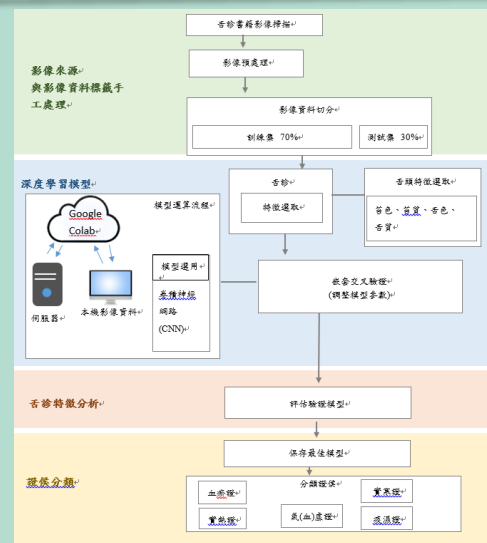 舌診書籍影像掃描
影像預處理
影像來源
與影像資料標籤手
工處理
影像資料切分
訓練集 70%
測試集 30%
深度學習模型
舌診
特徵選取
舌頭特徵選取
苔色、苔質、舌色、
舌質
模型運算流程
Google
Colab
伺服器
本機影像資料
模型選用
卷積神經
網路
(CNN)
嵌套交叉驗證
(調整模型參數)
舌診特徵分析
評估驗證模型
保存最佳模型
證候分類
分類證候
血瘀證
實寒證
實熱證
氣(血)虛證
痰濕證